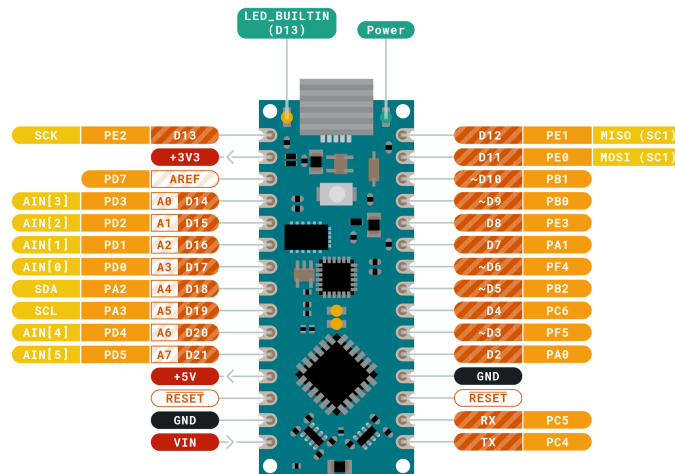 LED_BUILTIN
(D13)
Power
SCK PE2 D13
D12 PE1 MISO (SC1)
+3V3
D11 PE0 MOSI (SC1)
PD7 AREF
~D10 PB1
AIN[3] PD3 A0 D14
~D9 PB0
AIN[2] PD2 A1 D15
D8 PE3
AIN[1] PD1 A2 D16
D7 PA1
AIN[0] PD0 A3 D17
~D6 PF4
SDA PA2 A4 D18
~D5 PB2
SCL PA3 A5 D19
D4 PC6
AIN[4] PD4 A6 D20
~D3 PF5
AIN[5] PD5 A7 D21
D2 PA0
+5V
GND
RESET
RESET
GND
RX PC5
VIN
TX PC4